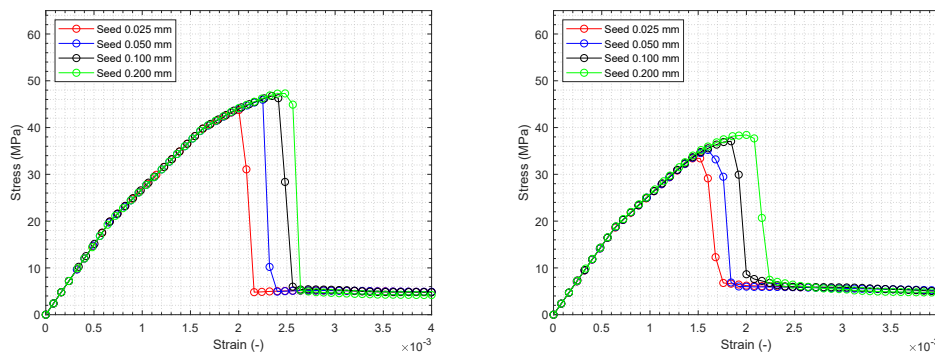 Seed 0.025 mm
Seed 0.050 mm
Seed 0.100 mm
Seed 0.200 mm
60
50
40
30
20
10
0
Stress (MPa)
0 0.5 1 1.5 2 2.5 3 3.5 4
Strain (-)
×10⁻³
Seed 0.025 mm
Seed 0.050 mm
Seed 0.100 mm
Seed 0.200 mm
60
50
40
30
20
10
0
Stress (MPa)
0 0.5 1 1.5 2 2.5 3 3.5
Strain (-)